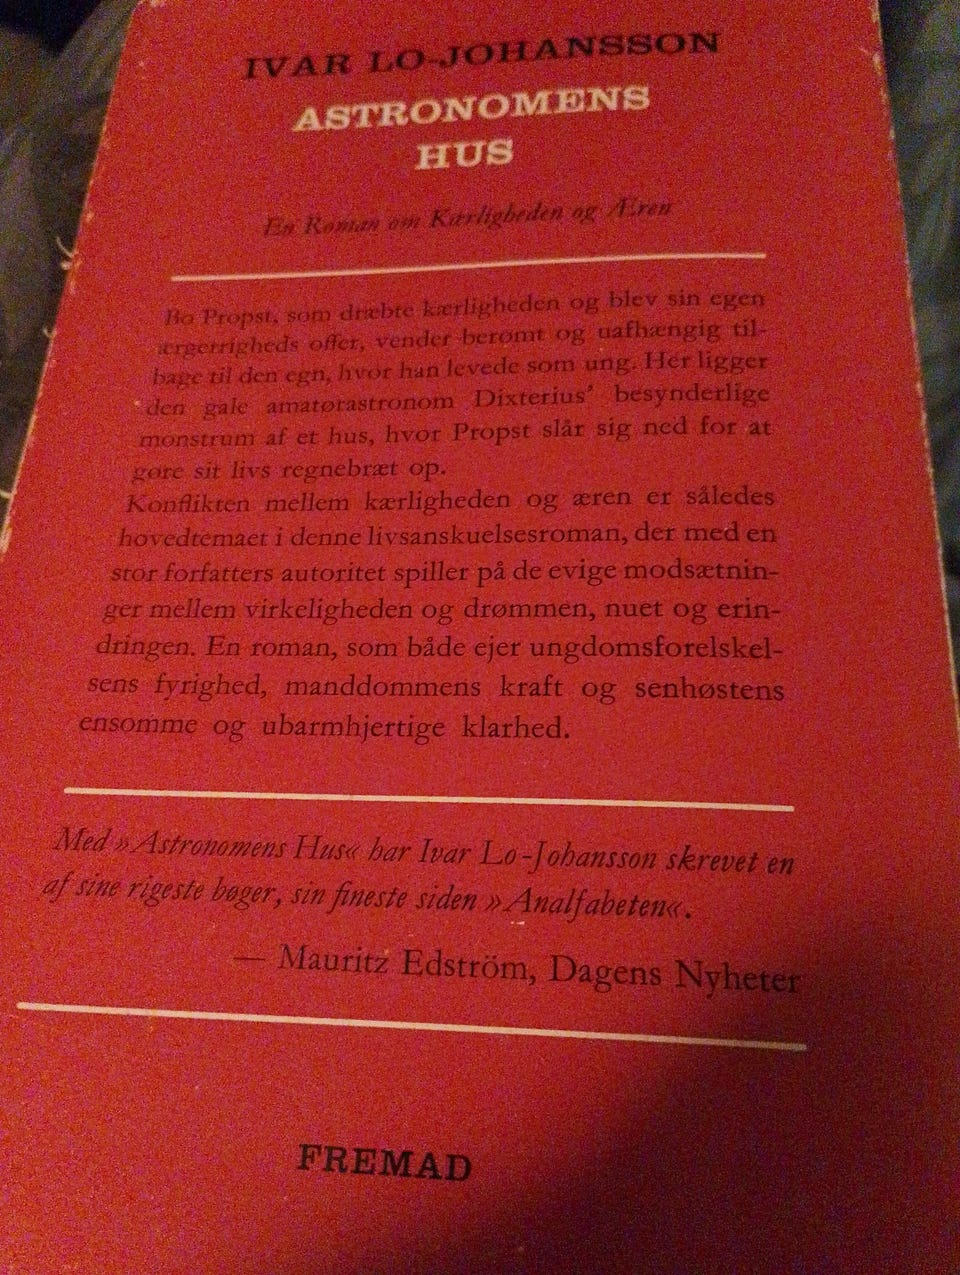 IVAR LO-JOHANSSON
ASTRONOMENS
HUS
En Roman om Kærligheden og Æren
Bo Propst, som dræbte kærligheden og blev sin egen
ærgerrigheds offer, vender berømt og uafhængig til-
bage til den egn, hvor han levede som ung. Her ligger
den gale amatørastronom Dixterius' besynderlige
monstrum af et hus, hvor Propst slår sig ned for at
gøre sit livs regnebræt op.
Konflikten mellem kærligheden og æren er således
hovedtemaet i denne livsanskuelsesroman, der med en
stor forfatters autoritet spiller på de evige modsætnin-
ger mellem virkeligheden og drømmen, nuet og erin-
dringen. En roman, som både ejer ungdomsforelskel-
sens fyrighed, manddommens kraft og senhøstens
ensomme og ubarmhjertige klarhed.
Med »Astronomens Hus« har Ivar Lo-Johansson skrevet en
af sine rigeste bøger, sin fineste siden »Analfabeten«.
— Mauritz Edström, Dagens Nyheter
FREMAD